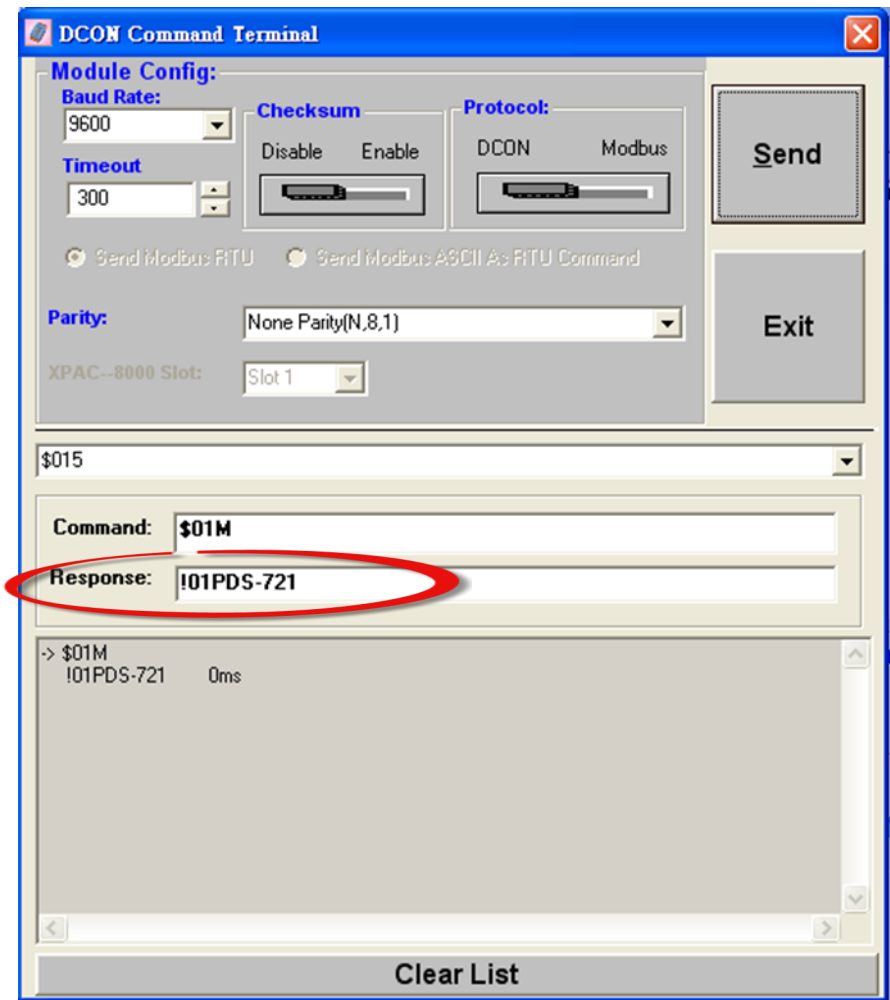 DCON Command Terminal
Module Config:
Baud Rate:
9600
Checksum
Disable Enable
Protocol:
DCON Modbus
Send
Timeout
300
Send Modbus RTU Send Modbus ASCII As RTU Command
Parity:
None Parity(N,8,1)
Exit
XPAC--8000 Slot:
Slot 1
$015
Command: $01M
Response: !01PDS-721
-> $01M
!01PDS-721 0ms
Clear List